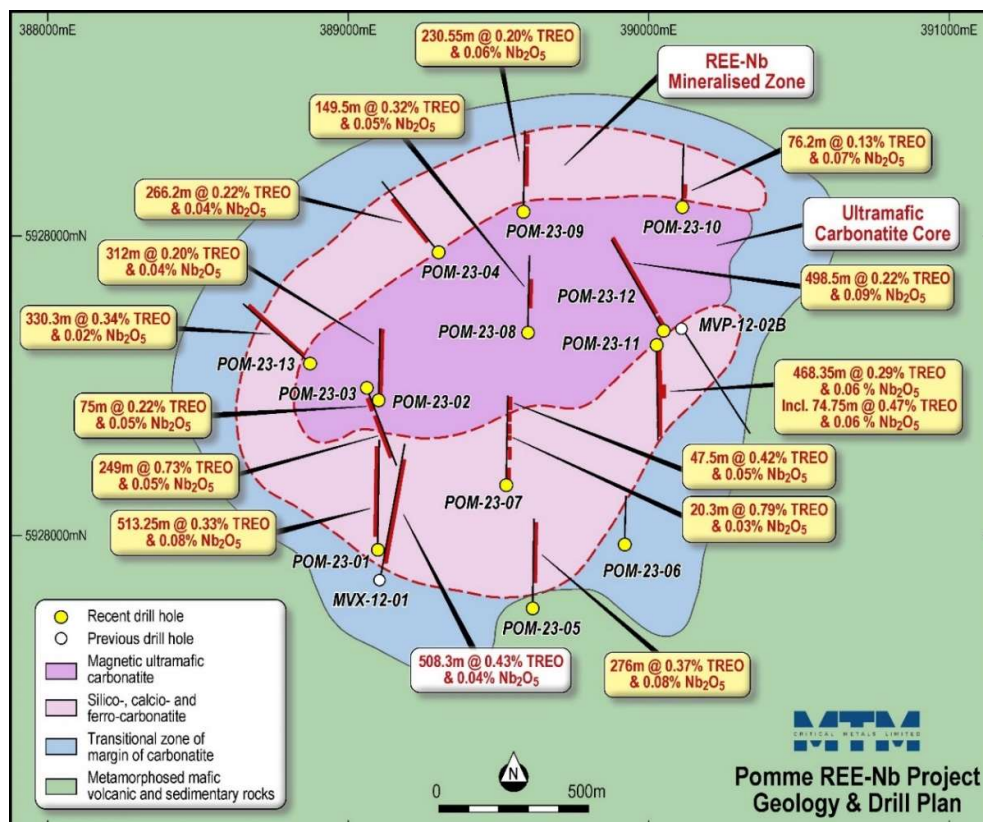 388000mE
389000mE
390000mE
391000mE
230.55m @ 0.20% TREO
& 0.06% Nb₂O₅
REE-Nb
Mineralised Zone
149.5m @ 0.32% TREO
& 0.05% Nb₂O₅
76.2m @ 0.13% TREO
& 0.07% Nb₂O₅
266.2m @ 0.22% TREO
& 0.04% Nb₂O₅
Ultramafic
Carbonatite Core
POM-23-09
POM-23-10
5928000mN
312m @ 0.20% TREO
& 0.04% Nb₂O₅
POM-23-04
498.5m @ 0.22% TREO
& 0.09% Nb₂O₅
POM-23-12
330.3m @ 0.34% TREO
& 0.02% Nb₂O₅
POM-23-08
MVP-12-02B
POM-23-11
POM-23-13
POM-23-03
POM-23-02
468.35m @ 0.29% TREO
& 0.06 % Nb₂O₅
Incl. 74.75m @ 0.47% TREO
& 0.06 % Nb₂O₅
75m @ 0.22% TREO
& 0.05% Nb₂O₅
249m @ 0.73% TREO
& 0.05% Nb₂O₅
47.5m @ 0.42% TREO
& 0.05% Nb₂O₅
POM-23-07
513.25m @ 0.33% TREO
& 0.08% Nb₂O₅
20.3m @ 0.79% TREO
& 0.03% Nb₂O₅
5928000mN
POM-23-01
POM-23-06
MVX-12-01
POM-23-05
508.3m @ 0.43% TREO
& 0.04% Nb₂O₅
276m @ 0.37% TREO
& 0.08% Nb₂O₅
Recent drill hole
Previous drill hole
Magnetic ultramafic
carbonatite
Silico-, calcio- and
ferro-carbonatite
Transitional zone of
margin of carbonatite
Metamorphosed mafic
volcanic and sedimentary rocks
N
0
500m
MTM
CRITICAL METALS LIMITED
Pomme REE-Nb Project
Geology & Drill Plan